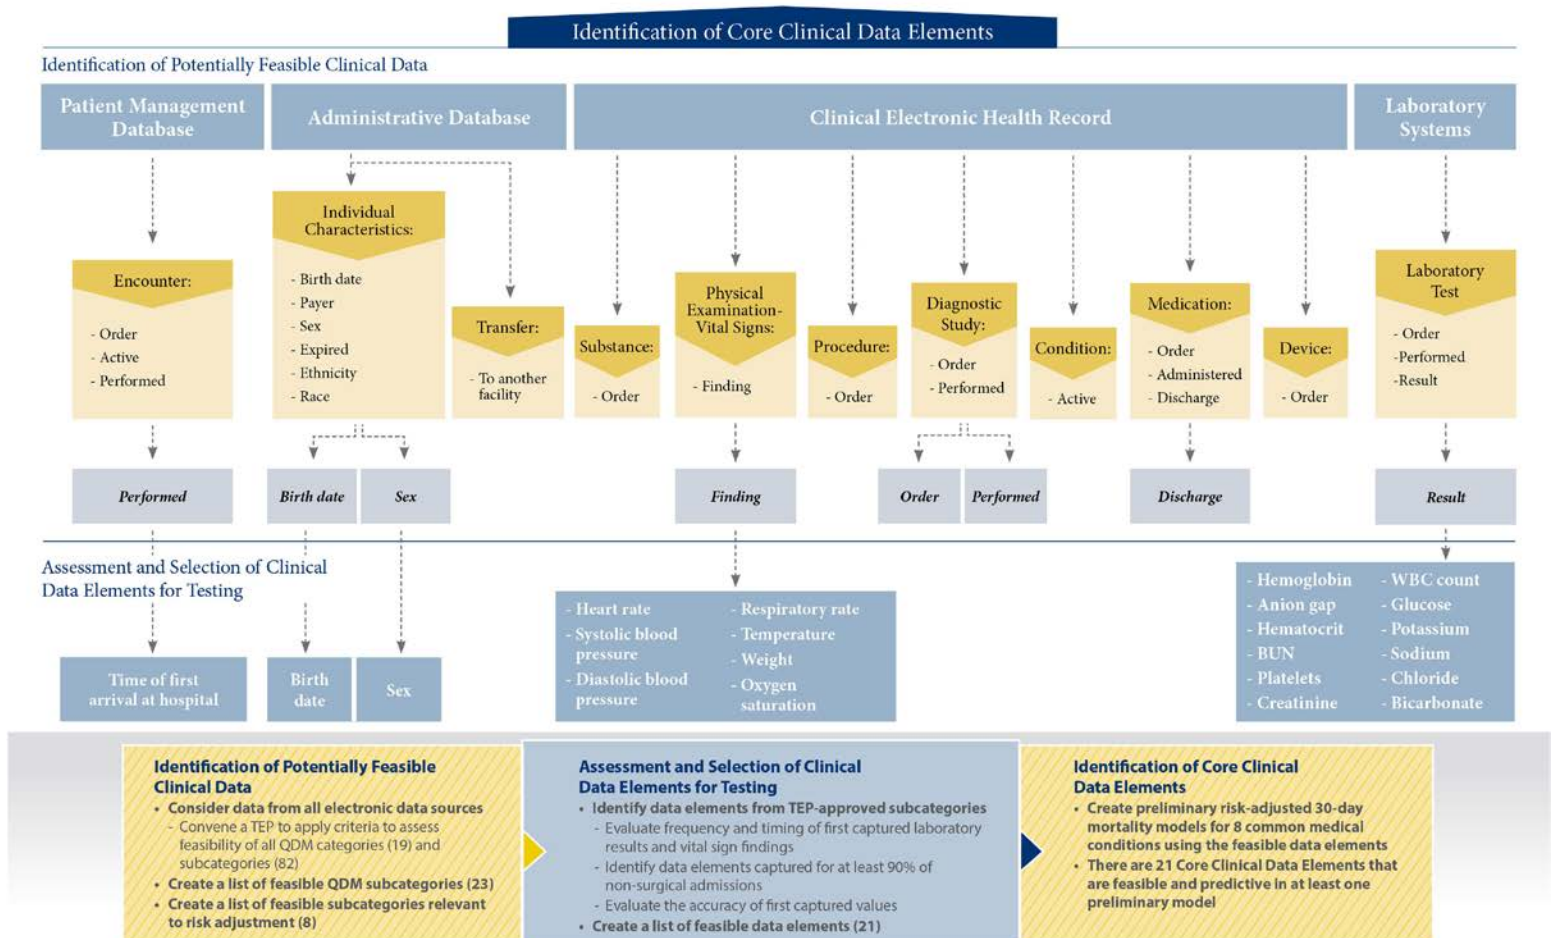 Identification of Core Clinical Data Elements
Identification of Potentially Feasible Clinical Data
Patient Management
Database
Administrative Database
Clinical Electronic Health Record
Laboratory
Systems
Encounter:
- Order
- Active
- Performed
Individual
Characteristics:
- Birth date
- Payer
- Sex
- Expired
- Ethnicity
- Race
Transfer:
- To another
facility
Substance:
- Order
Physical
Examination-
Vital Signs:
- Finding
Procedure:
- Order
Diagnostic
Study:
- Order
- Performed
Condition:
- Active
Medication:
- Order
- Administered
- Discharge
Device:
- Order
Laboratory
Test
- Order
-Performed
-Result
Performed
Birth date
Sex
Finding
Order
Performed
Discharge
Result
Assessment and Selection of Clinical
Data Elements for Testing
Time of first
arrival at hospital
Birth
date
Sex
- Heart rate
- Systolic blood
pressure
- Diastolic blood
pressure
- Respiratory rate
- Temperature
- Weight
- Oxygen
saturation
- Hemoglobin
- Anion gap
- Hematocrit
- BUN
- Platelets
- Creatinine
- WBC count
- Glucose
- Potassium
- Sodium
- Chloride
- Bicarbonate
Identification of Potentially Feasible
Clinical Data
• Consider data from all electronic data sources
- Convene a TEP to apply criteria to assess
feasibility of all QDM categories (19) and
subcategories (82)
• Create a list of feasible QDM subcategories (23)
• Create a list of feasible subcategories relevant
to risk adjustment (8)
Assessment and Selection of Clinical
Data Elements for Testing
• Identify data elements from TEP-approved subcategories
- Evaluate frequency and timing of first captured laboratory
results and vital sign findings
- Identify data elements captured for at least 90% of
non-surgical admissions
- Evaluate the accuracy of first captured values
• Create a list of feasible data elements (21)
Identification of Core Clinical
Data Elements
• Create preliminary risk-adjusted 30-day
mortality models for 8 common medical
conditions using the feasible data elements
• There are 21 Core Clinical Data Elements that
are feasible and predictive in at least one
preliminary model